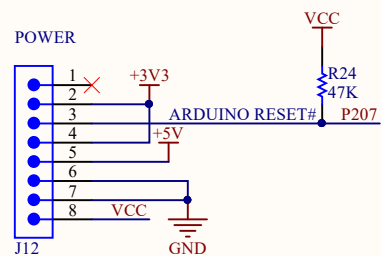 VCC
POWER
R24
47K
1
+3V3
2
3
ARDUINO RESET#
P207
4
+5V
5
6
7
8
VCC
J12
GND